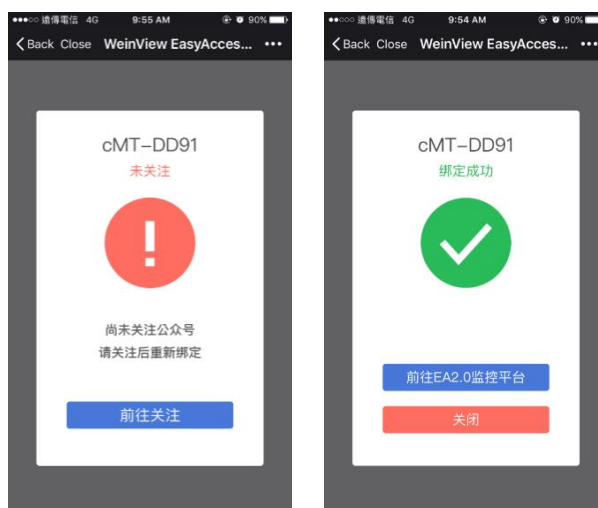 ●●●○○ 遠傳電信 4G 9:55 AM 90%
Back Close WeinView EasyAcces... •••
cMT-DD91
未关注
!
尚未关注公众号
请关注后重新绑定
前往关注
●●○○○ 遠傳電信 4G 9:54 AM 90%
Back Close WeinView EasyAcces... •••
cMT-DD91
绑定成功
前往EA2.0监控平台
关闭